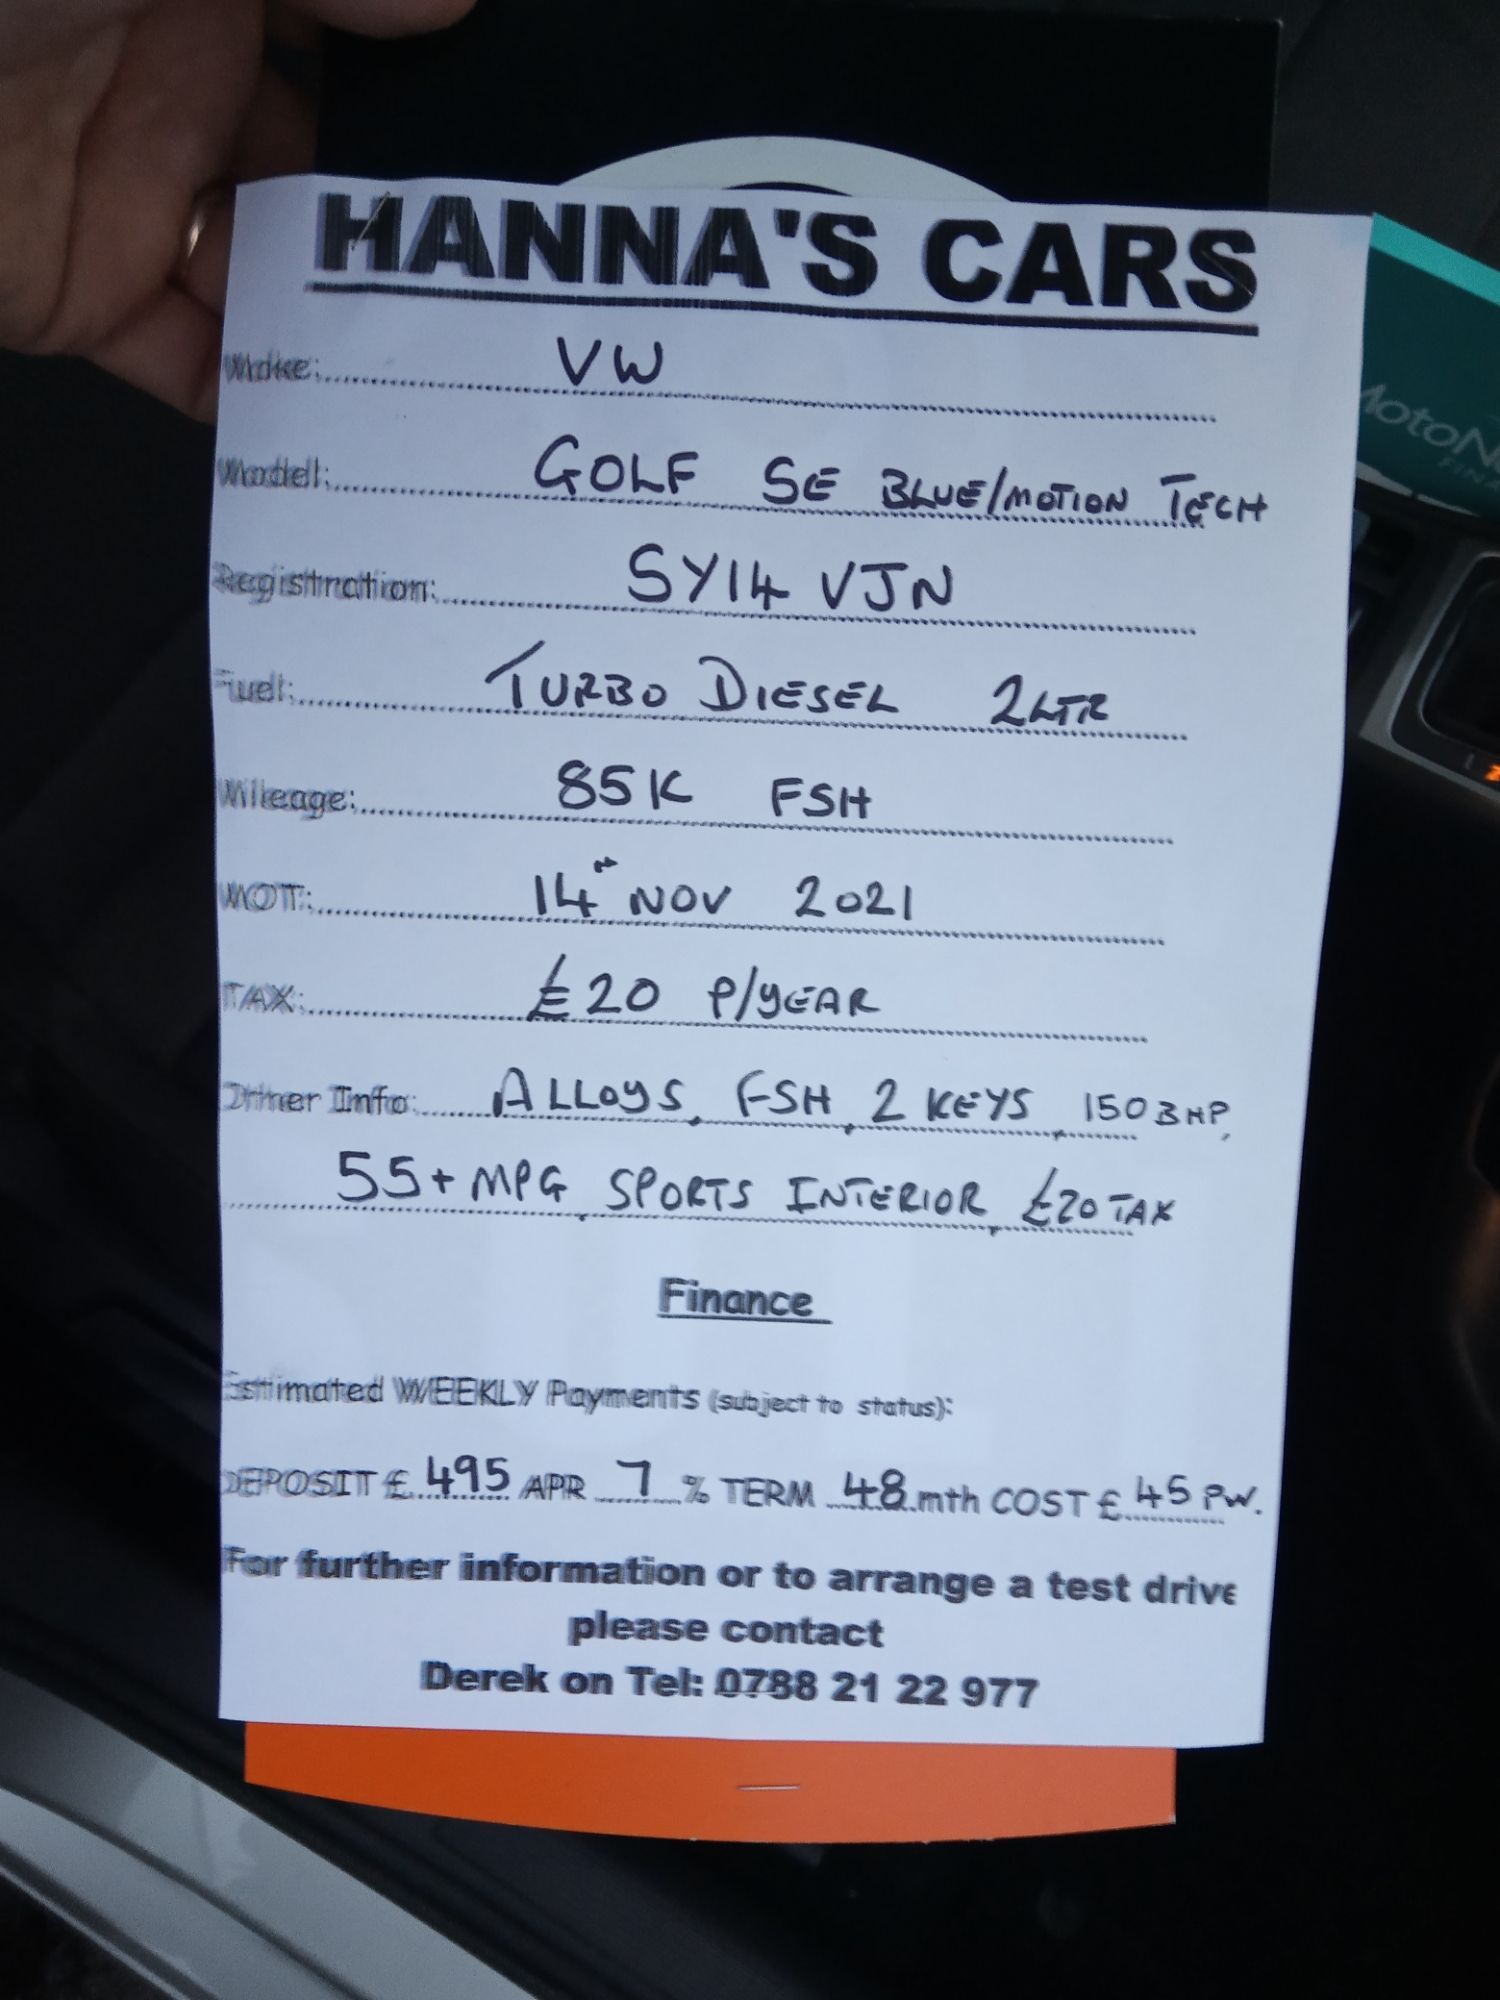 HANNA'S CARS
Make: VW
Model: GOLF SE BLUE/MOTION TECH
Registration: SY14 VJN
Fuel: TURBO DIESEL 2LTR
Mileage: 85K FSH
MOT: 14TH NOV 2021
TAX: £20 P/YEAR
Other Info: ALLOYS, FSH, 2 KEYS, 150 BHP,
55+ MPG, SPORTS INTERIOR, £20 TAX
Finance
Estimated WEEKLY Payments (subject to status):
DEPOSIT £ 495 APR 7 % TERM 48 mth COST £ 45 PW.
For further information or to arrange a test drive
please contact
Derek on Tel: 0788 21 22 977